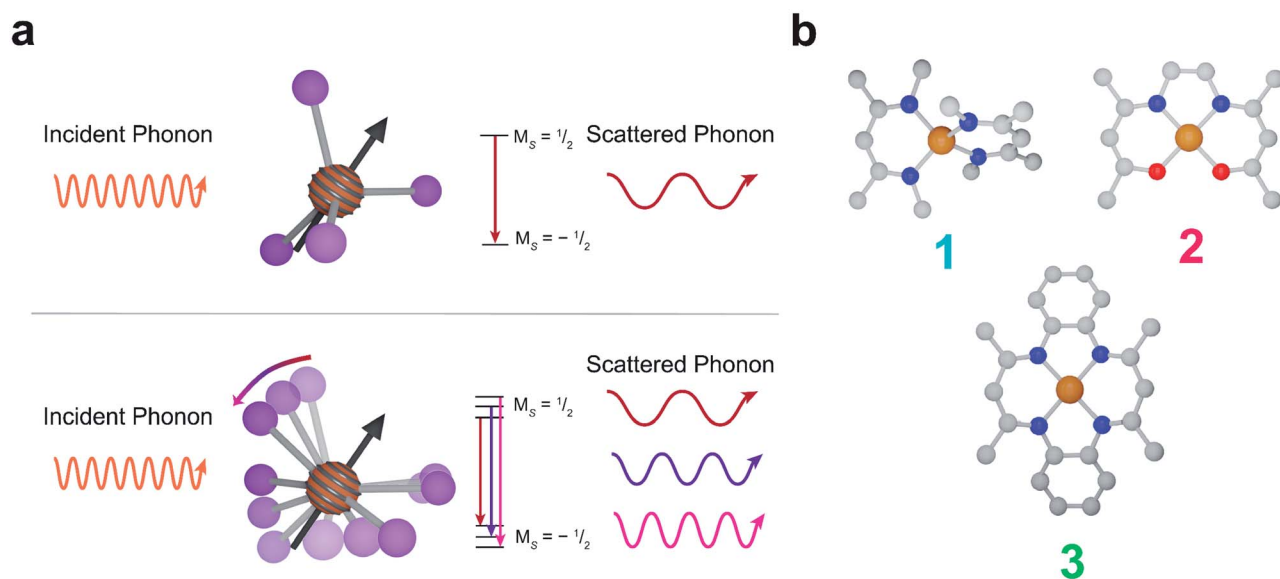 a
Incident Phonon
M_S = 1/2
M_S = − 1/2
Scattered Phonon
Incident Phonon
M_S = 1/2
M_S = − 1/2
Scattered Phonon
b
1
2
3